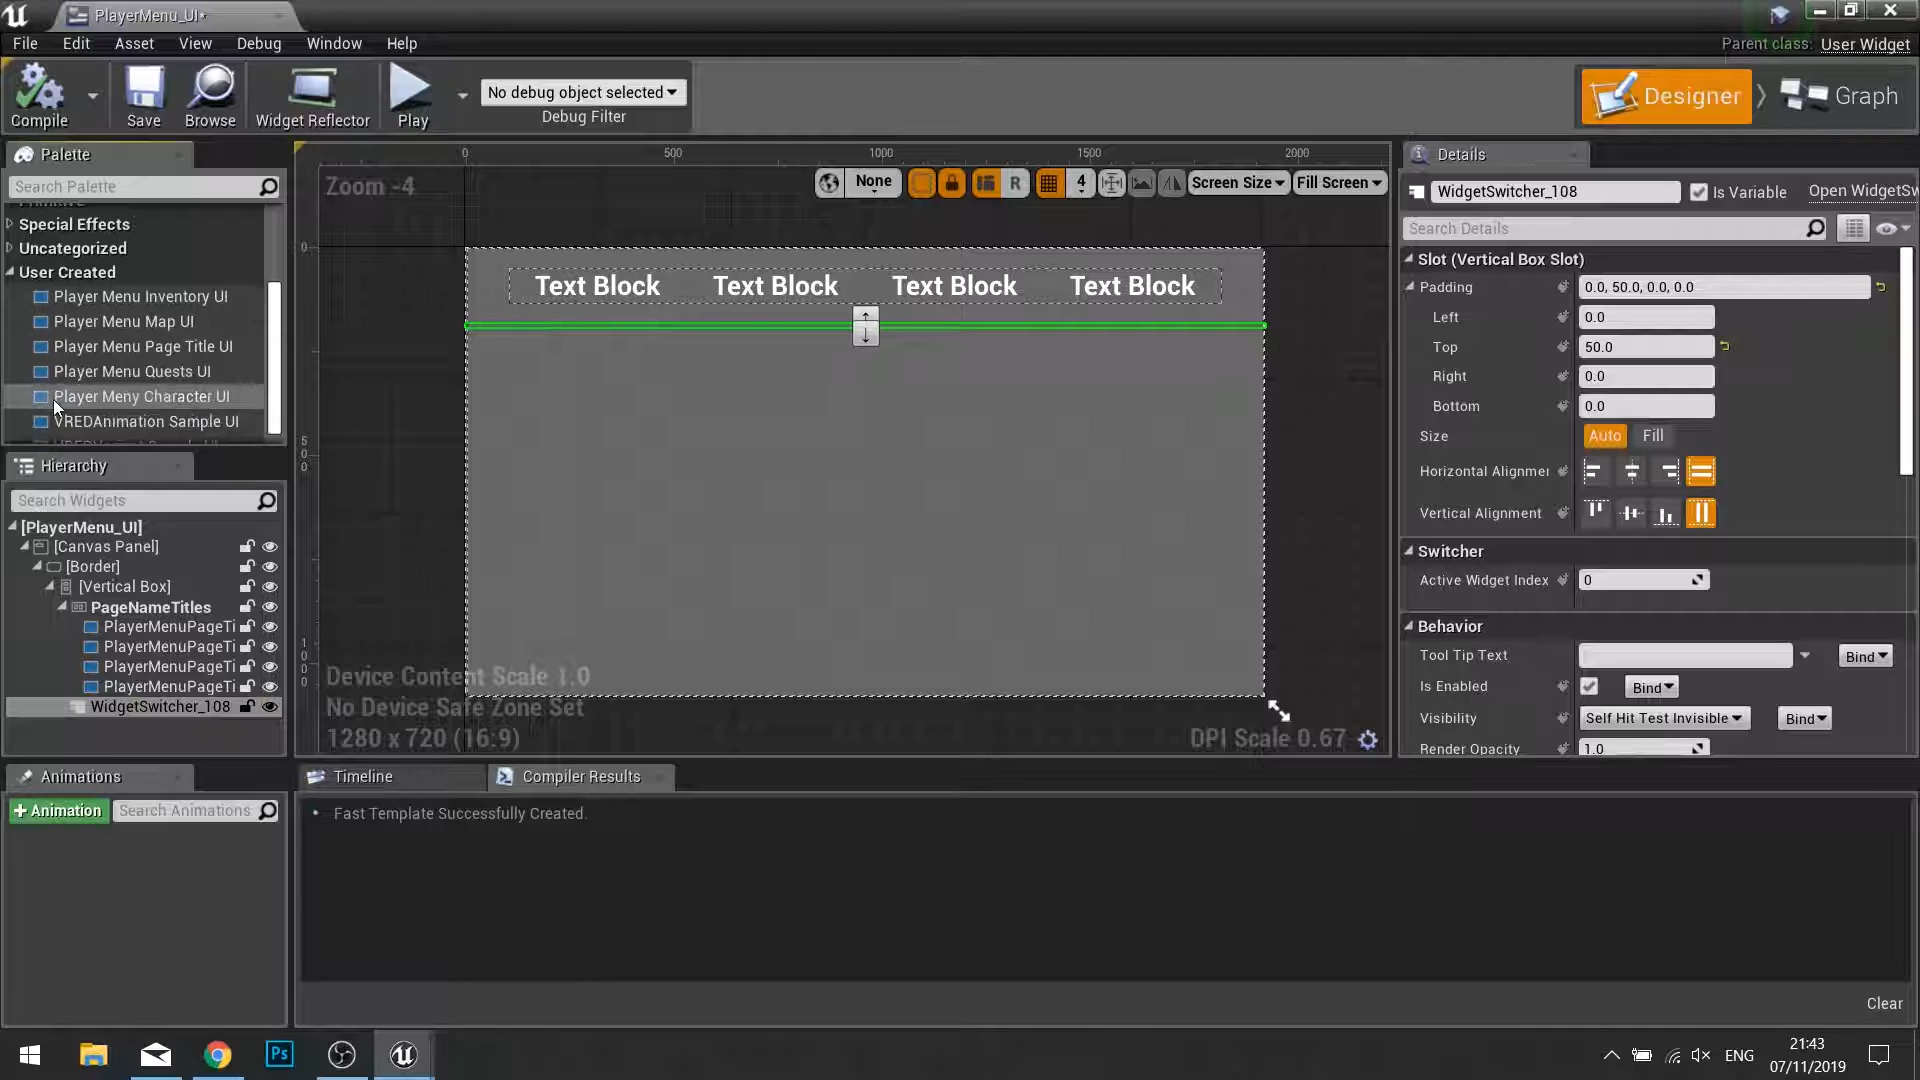 PlayerMenu_UI*
File Edit Asset View Debug Window Help
Parent class: User Widget
Compile Save Browse Widget Reflector Play
No debug object selected
Debug Filter
Designer Graph
Palette
Search Palette
Primitive
Special Effects
Uncategorized
User Created
Player Menu Inventory UI
Player Menu Map UI
Player Menu Page Title UI
Player Menu Quests UI
Player Meny Character UI
VREDAnimation Sample UI
Hierarchy
Search Widgets
[PlayerMenu_UI]
[Canvas Panel]
[Border]
[Vertical Box]
PageNameTitles
PlayerMenuPageTi
PlayerMenuPageTi
PlayerMenuPageTi
PlayerMenuPageTi
WidgetSwitcher_108
Animations
+ Animation
Search Animations
0 500 1000 1500 2000
Zoom -4
None R 4 Screen Size Fill Screen
0
500
1000
Text Block Text Block Text Block Text Block
Device Content Scale 1.0
No Device Safe Zone Set
1280 x 720 (16:9)
DPI Scale 0.67
Timeline
Compiler Results
• Fast Template Successfully Created.
Clear
Details
WidgetSwitcher_108
Is Variable
Open WidgetSw
Search Details
Slot (Vertical Box Slot)
Padding 0.0, 50.0, 0.0, 0.0
Left 0.0
Top 50.0
Right 0.0
Bottom 0.0
Size Auto Fill
Horizontal Alignmer
Vertical Alignment
Switcher
Active Widget Index 0
Behavior
Tool Tip Text Bind
Is Enabled Bind
Visibility Self Hit Test Invisible Bind
Render Opacity 1.0
Ps
ENG
21:43
07/11/2019